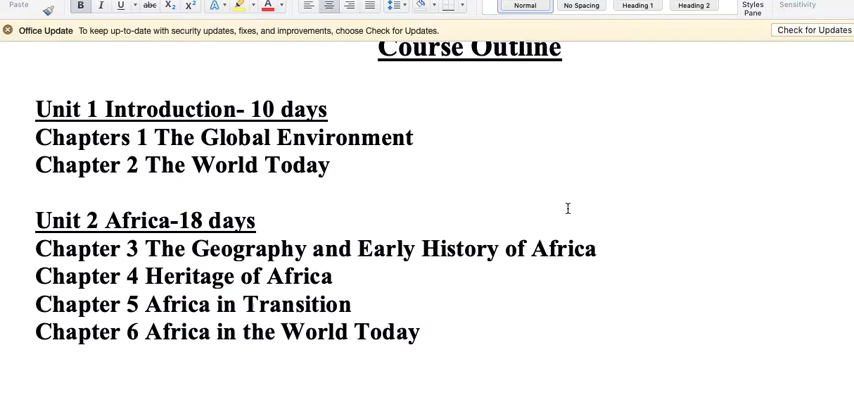 Paste
B I U abe X₂ X² A A
Normal No Spacing Heading 1 Heading 2 Styles Pane Sensitivity
Office Update To keep up-to-date with security updates, fixes, and improvements, choose Check for Updates. Check for Updates
Course Outline
Unit 1 Introduction- 10 days
Chapters 1 The Global Environment
Chapter 2 The World Today
Unit 2 Africa-18 days
Chapter 3 The Geography and Early History of Africa
Chapter 4 Heritage of Africa
Chapter 5 Africa in Transition
Chapter 6 Africa in the World Today